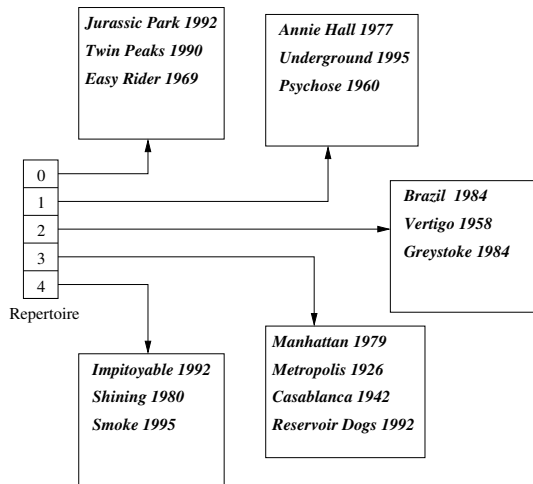 Jurassic Park 1992
Twin Peaks 1990
Easy Rider 1969
Annie Hall 1977
Underground 1995
Psychose 1960
0
1
2
3
4
Repertoire
Brazil 1984
Vertigo 1958
Greystoke 1984
Impitoyable 1992
Shining 1980
Smoke 1995
Manhattan 1979
Metropolis 1926
Casablanca 1942
Reservoir Dogs 1992